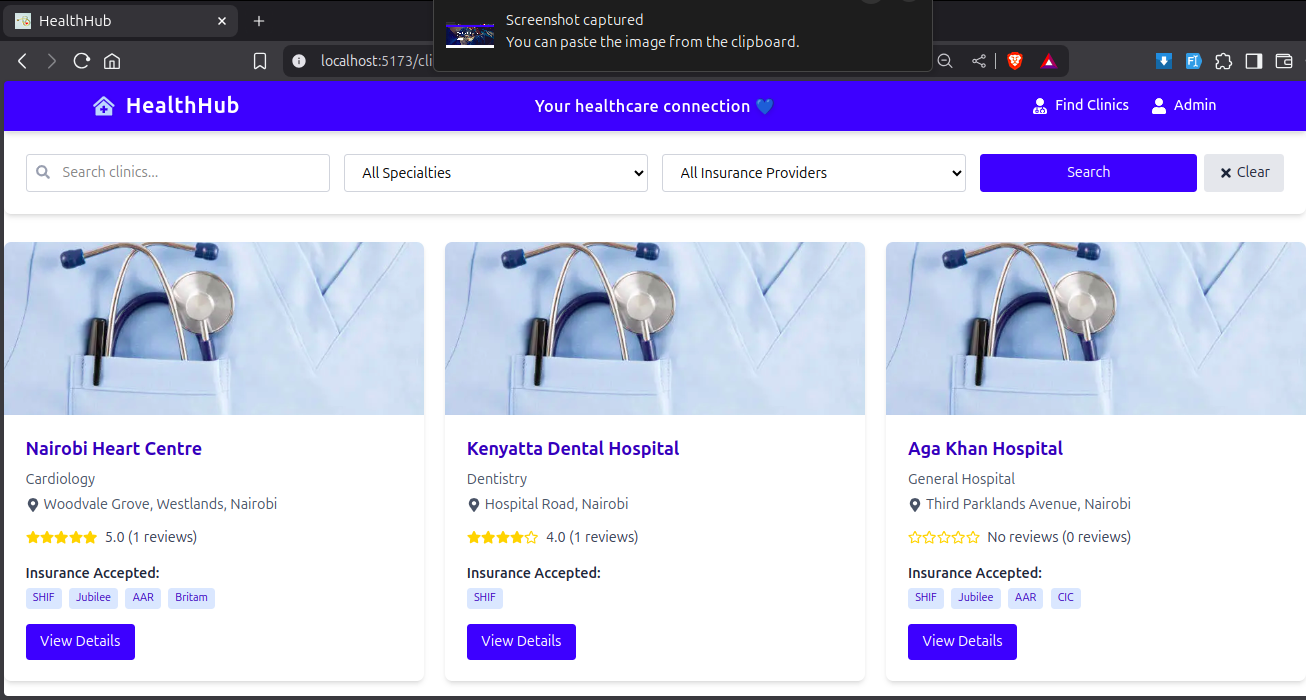 HealthHub
Screenshot captured
You can paste the image from the clipboard.
localhost:5173/cli
HealthHub
Your healthcare connection 💙
Find Clinics
Admin
Search clinics...
All Specialties
All Insurance Providers
Search
Clear
Nairobi Heart Centre
Cardiology
Woodvale Grove, Westlands, Nairobi
5.0 (1 reviews)
Insurance Accepted:
SHIF Jubilee AAR Britam
View Details
Kenyatta Dental Hospital
Dentistry
Hospital Road, Nairobi
4.0 (1 reviews)
Insurance Accepted:
SHIF
View Details
Aga Khan Hospital
General Hospital
Third Parklands Avenue, Nairobi
No reviews (0 reviews)
Insurance Accepted:
SHIF Jubilee AAR CIC
View Details